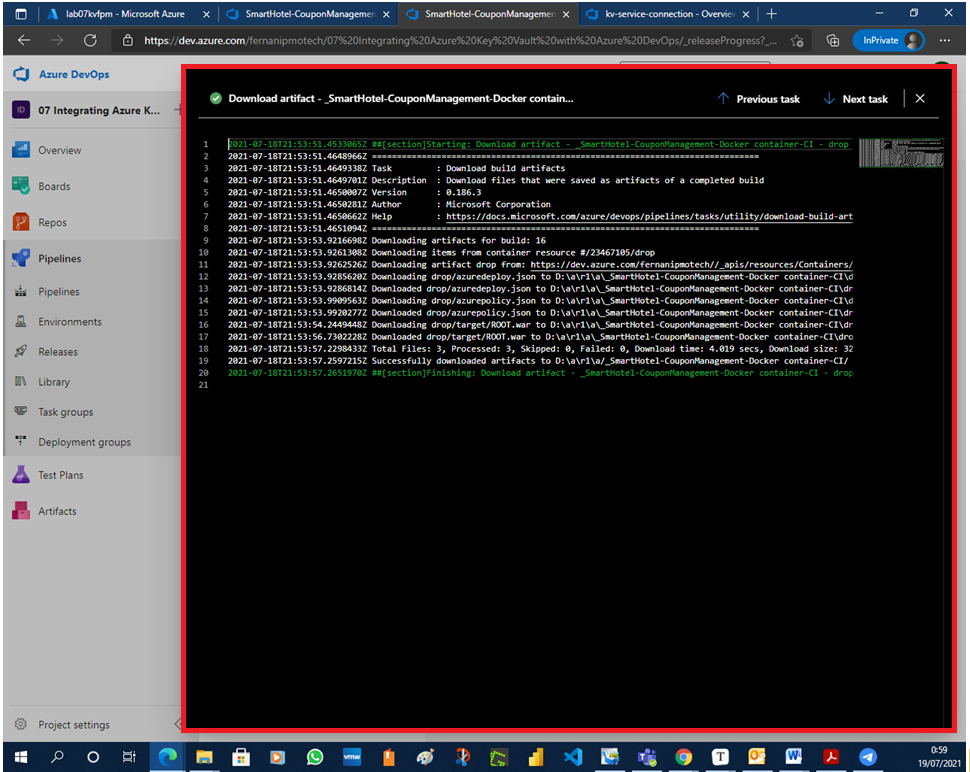 lab07kvfpm - Microsoft Azure
SmartHotel-CouponManagemen
SmartHotel-CouponManagemen
kv-service-connection - Overview
https://dev.azure.com/fernanipmotech/07%20Integrating%20Azure%20Key%20Vault%20with%20Azure%20DevOps/_releaseProgress?_...
InPrivate
Azure DevOps
ID 07 Integrating Azure K...
Overview
Boards
Repos
Pipelines
Pipelines
Environments
Releases
Library
Task groups
Deployment groups
Test Plans
Artifacts
Project settings
Download artifact - _SmartHotel-CouponManagement-Docker contain...
Previous task
Next task
1 2021-07-18T21:53:51.4533065Z ##[section]Starting: Download artifact - _SmartHotel-CouponManagement-Docker container-CI - drop
2 2021-07-18T21:53:51.4648966Z ==============================================================================
3 2021-07-18T21:53:51.4649338Z Task : Download build artifacts
4 2021-07-18T21:53:51.4649701Z Description : Download files that were saved as artifacts of a completed build
5 2021-07-18T21:53:51.4650007Z Version : 0.186.3
6 2021-07-18T21:53:51.4650281Z Author : Microsoft Corporation
7 2021-07-18T21:53:51.4650662Z Help : https://docs.microsoft.com/azure/devops/pipelines/tasks/utility/download-build-art
8 2021-07-18T21:53:51.4651094Z ==============================================================================
9 2021-07-18T21:53:53.9216698Z Downloading artifacts for build: 16
10 2021-07-18T21:53:53.9261308Z Downloading items from container resource #/23467105/drop
11 2021-07-18T21:53:53.9262526Z Downloading artifact drop from: https://dev.azure.com/fernanipmotech//_apis/resources/Containers/
12 2021-07-18T21:53:53.9285620Z Downloading drop/azuredeploy.json to D:\a\r1\a\_SmartHotel-CouponManagement-Docker container-CI\d
13 2021-07-18T21:53:53.9286814Z Downloaded drop/azuredeploy.json to D:\a\r1\a\_SmartHotel-CouponManagement-Docker container-CI\dr
14 2021-07-18T21:53:53.9909563Z Downloading drop/azurepolicy.json to D:\a\r1\a\_SmartHotel-CouponManagement-Docker container-CI\d
15 2021-07-18T21:53:53.9920277Z Downloaded drop/azurepolicy.json to D:\a\r1\a\_SmartHotel-CouponManagement-Docker container-CI\dr
16 2021-07-18T21:53:54.2449448Z Downloading drop/target/ROOT.war to D:\a\r1\a\_SmartHotel-CouponManagement-Docker container-CI\dr
17 2021-07-18T21:53:56.7302228Z Downloaded drop/target/ROOT.war to D:\a\r1\a\_SmartHotel-CouponManagement-Docker container-CI\dro
18 2021-07-18T21:53:57.2298433Z Total Files: 3, Processed: 3, Skipped: 0, Failed: 0, Download time: 4.019 secs, Download size: 32
19 2021-07-18T21:53:57.2597215Z Successfully downloaded artifacts to D:\a\r1\a/_SmartHotel-CouponManagement-Docker container-CI/
20 2021-07-18T21:53:57.2651970Z ##[section]Finishing: Download artifact - _SmartHotel-CouponManagement-Docker container-CI - drop
21
0:59
19/07/2021